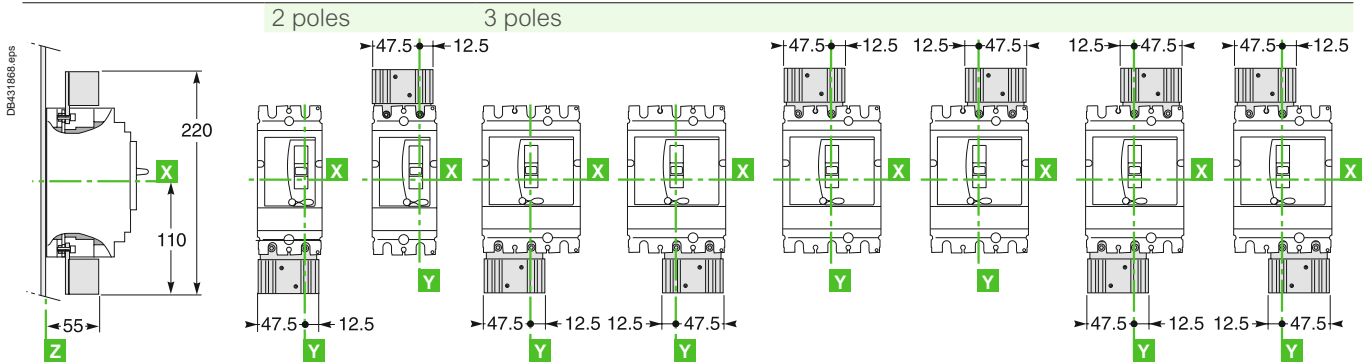 2 poles 3 poles
DB431868.eps
47.5 12.5 47.5 12.5 12.5 47.5 12.5 47.5 47.5 12.5
220
X X X X X X X X X
110
Y Y Y
55 47.5 12.5 47.5 12.5 12.5 47.5 47.5 12.5 12.5 47.5
Z Y Y Y Y Y